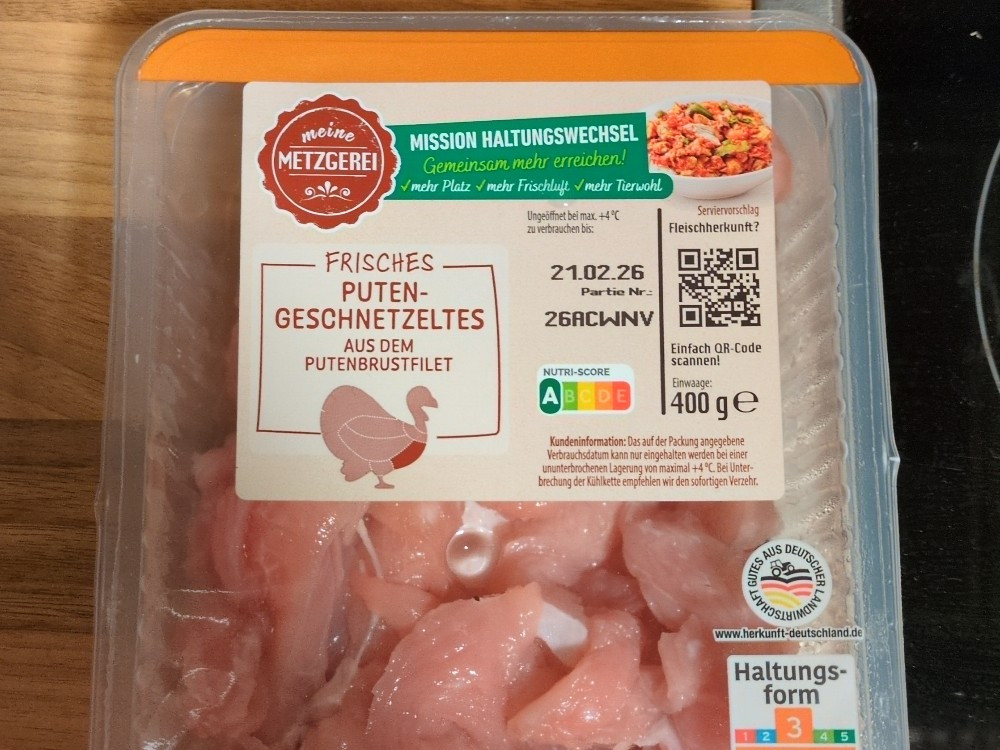 meine
METZGEREI
MISSION HALTUNGSWECHSEL
Gemeinsam mehr erreichen!
✓mehr Platz ✓mehr Frischluft ✓mehr Tierwohl
Serviervorschlag
Ungeöffnet bei max. +4 °C
zu verbrauchen bis:
21.02.26
Partie Nr.:
26ACWNV
Fleischherkunft?
Einfach QR-Code
scannen!
Einwaage:
400 g ℮
FRISCHES
PUTEN-
GESCHNETZELTES
AUS DEM
PUTENBRUSTFILET
NUTRI-SCORE
A B C D E
Kundeninformation: Das auf der Packung angegebene
Verbrauchsdatum kann nur eingehalten werden bei einer
ununterbrochenen Lagerung von maximal +4 °C. Bei Unter-
brechung der Kühlkette empfehlen wir den sofortigen Verzehr.
GUTES AUS DEUTSCHER LANDWIRTSCHAFT
www.herkunft-deutschland.de
Haltungs-
form
1 2 3 4 5